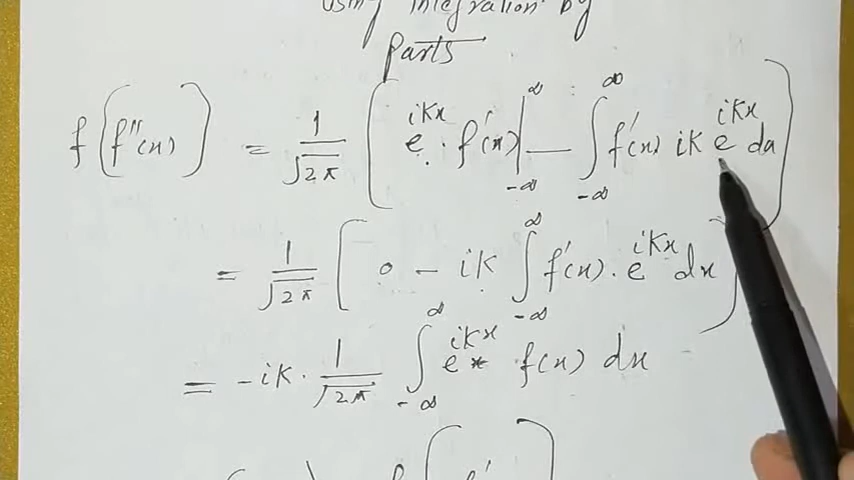 using integration by
Parts
f(f''(x)) = 1/√2π [e^{ikx} · f'(x)|_{-∞}^{∞} — ∫_{-∞}^{∞} f'(x) ik e^{ikx} dx]
= 1/√2π [0 - ik ∫_{-∞}^{∞} f'(x) . e^{ikx} dx]
= -ik · 1/√2π ∫_{-∞}^{∞} e^{ikx} f(x) dx